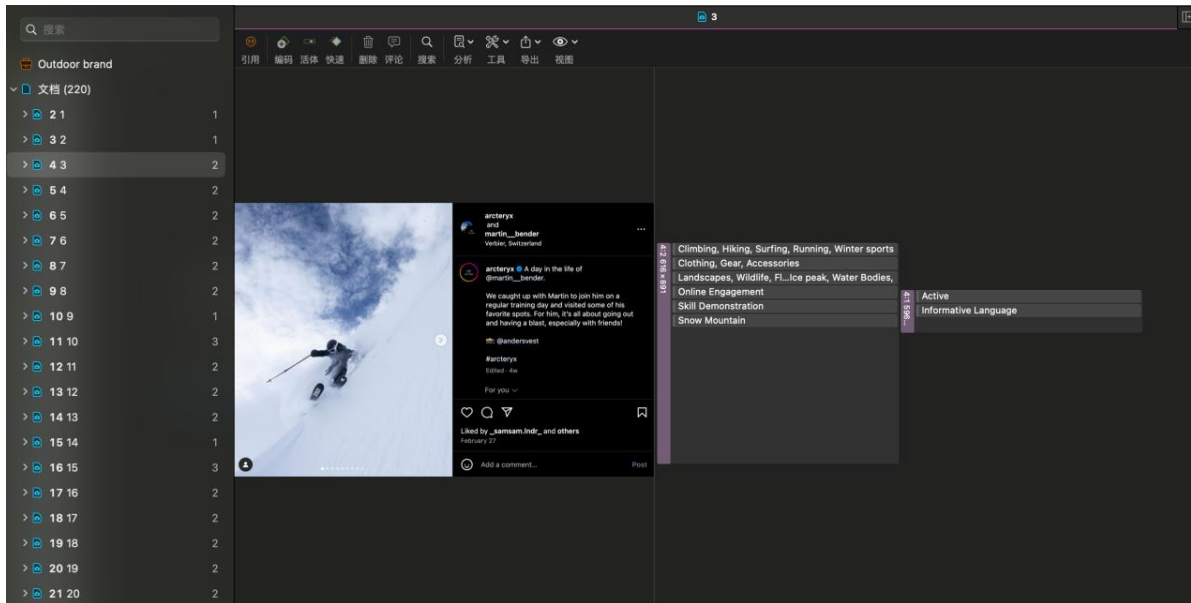 搜索
3
引用 编码 活体 快速 删除 评论 搜索 分析 工具 导出 视图
Outdoor brand
文档 (220)
2 1 1
3 2 1
4 3 2
5 4 2
6 5 2
7 6 2
8 7 2
9 8 2
10 9 1
11 10 3
12 11 2
13 12 2
14 13 2
15 14 1
16 15 3
17 16 2
18 17 2
19 18 2
20 19 2
21 20 2
arcteryx
and
martin__bender
Verbier, Switzerland
arcteryx A day in the life of
@martin__bender.
We caught up with Martin to join him on a
regular training day and visited some of his
favorite spots. For him, it's all about going out
and having a blast, especially with friends!
@andersvest
#arcteryx
Edited · 4w
For you
Liked by _samsam.lndr_ and others
February 27
Add a comment...
Post
4:2 616 × 891
Climbing, Hiking, Surfing, Running, Winter sports
Clothing, Gear, Accessories
Landscapes, Wildlife, Fl...Ice peak, Water Bodies,
Online Engagement
Skill Demonstration
Snow Mountain
4:1 596...
Active
Informative Language